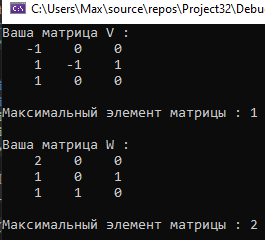 C:\Users\Max\source\repos\Project32\Debu
Ваша матрица V :
-1 0 0
1 -1 1
1 0 0
Максимальный элемент матрицы : 1
Ваша матрица W :
2 0 0
1 0 1
1 1 0
Максимальный элемент матрицы : 2